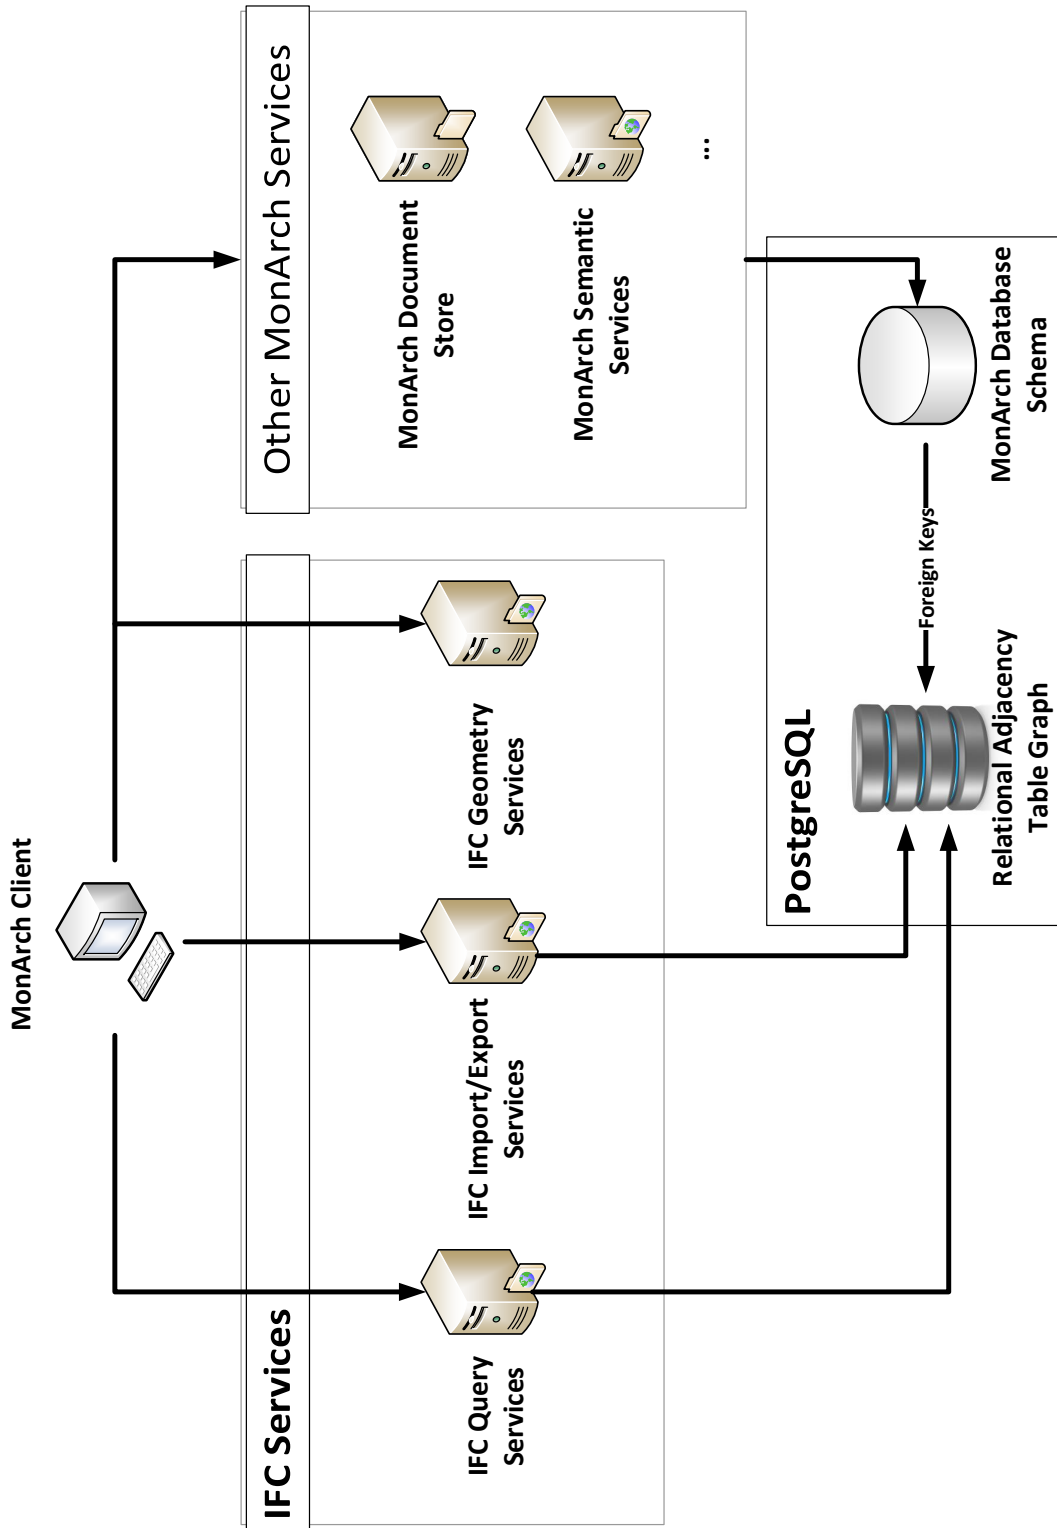 MonArch Client
IFC Services
IFC Query
Services
IFC Import/Export
Services
IFC Geometry
Services
Other MonArch Services
MonArch Document
Store
MonArch Semantic
Services
...
PostgreSQL
Relational Adjacency
Table Graph
Foreign Keys
MonArch Database
Schema